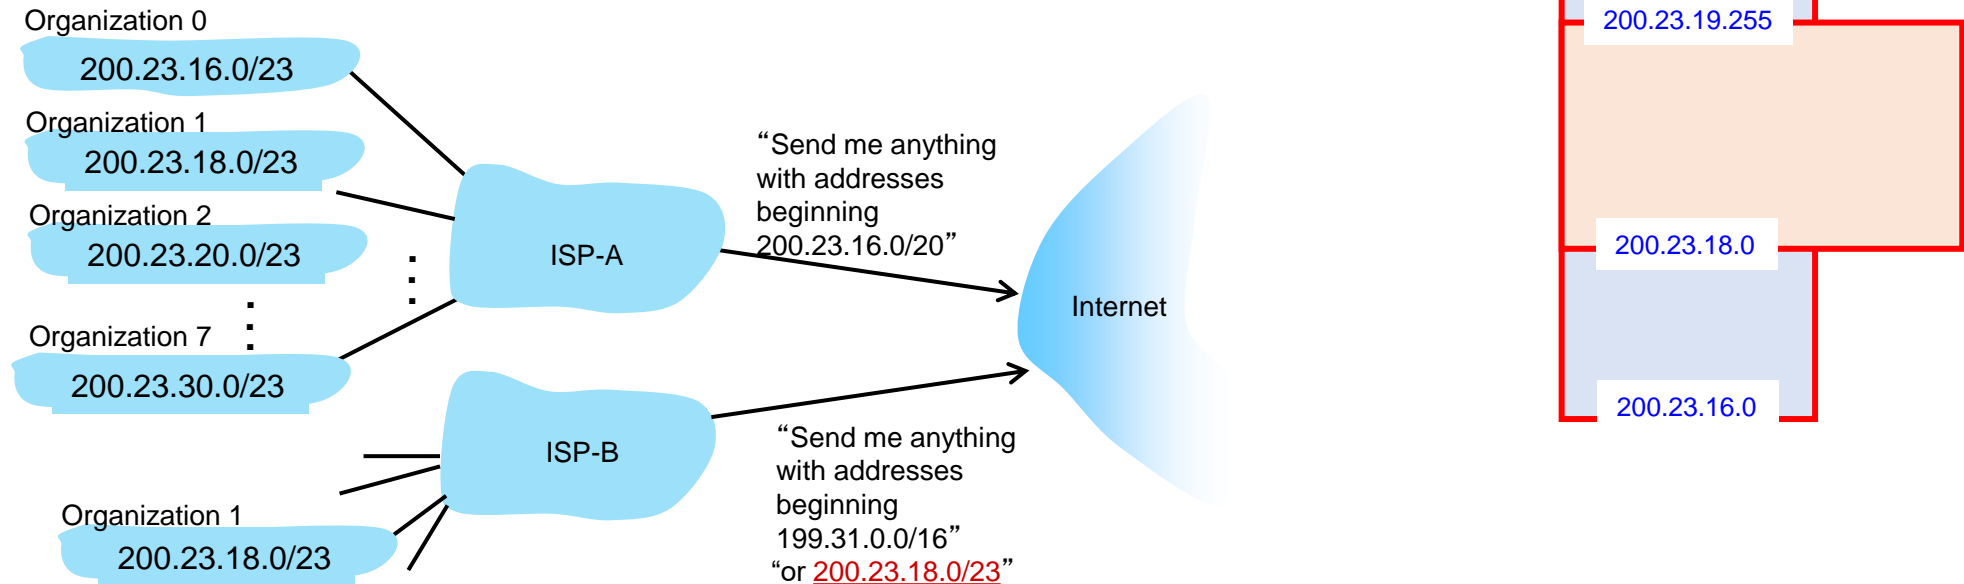 Organization 0
200.23.16.0/23
Organization 1
200.23.18.0/23
Organization 2
200.23.20.0/23
Organization 7
200.23.30.0/23
ISP-A
“Send me anything
with addresses
beginning
200.23.16.0/20”
Internet
ISP-B
Organization 1
200.23.18.0/23
“Send me anything
with addresses
beginning
199.31.0.0/16”
“or 200.23.18.0/23”
200.23.19.255
200.23.18.0
200.23.16.0